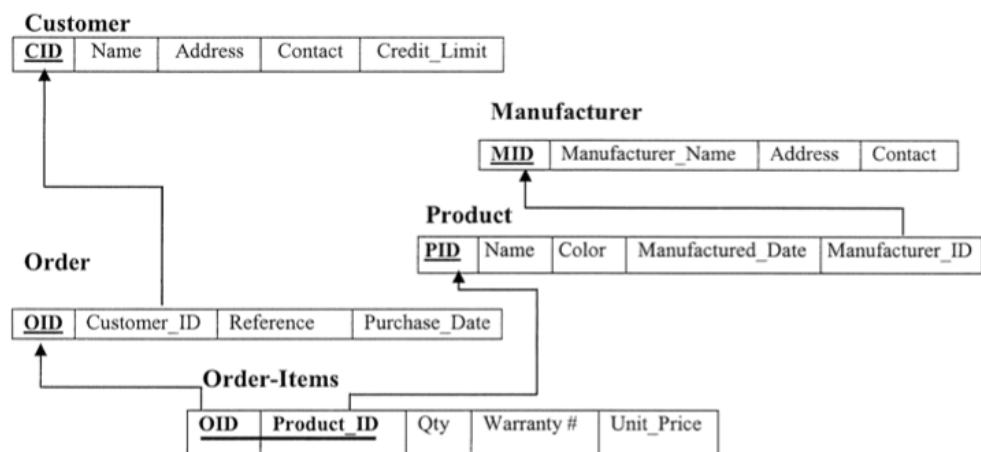 Customer
CID Name Address Contact Credit_Limit
Manufacturer
MID Manufacturer_Name Address Contact
Product
PID Name Color Manufactured_Date Manufacturer_ID
Order
OID Customer_ID Reference Purchase_Date
Order-Items
OID Product_ID Qty Warranty # Unit_Price